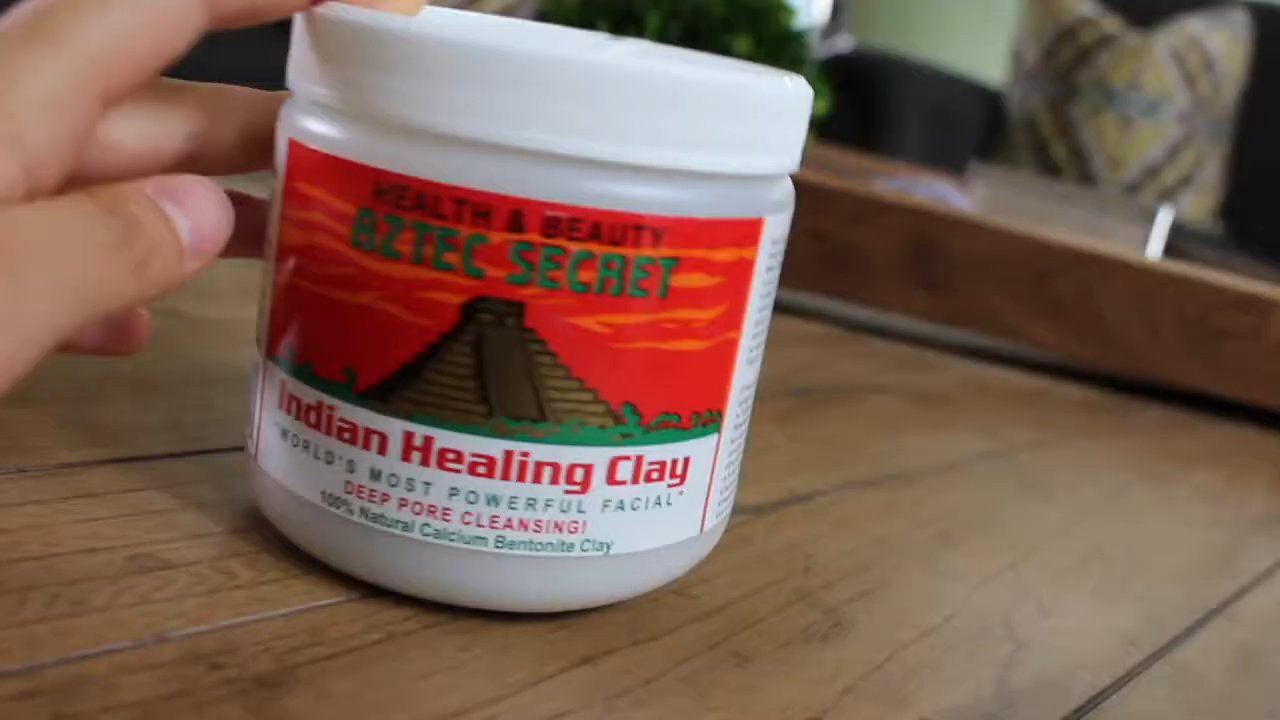 HEALTH & BEAUTY
AZTEC SECRET
Indian Healing Clay
"WORLD'S MOST POWERFUL FACIAL"
DEEP PORE CLEANSING!
100% Natural Calcium Bentonite Clay